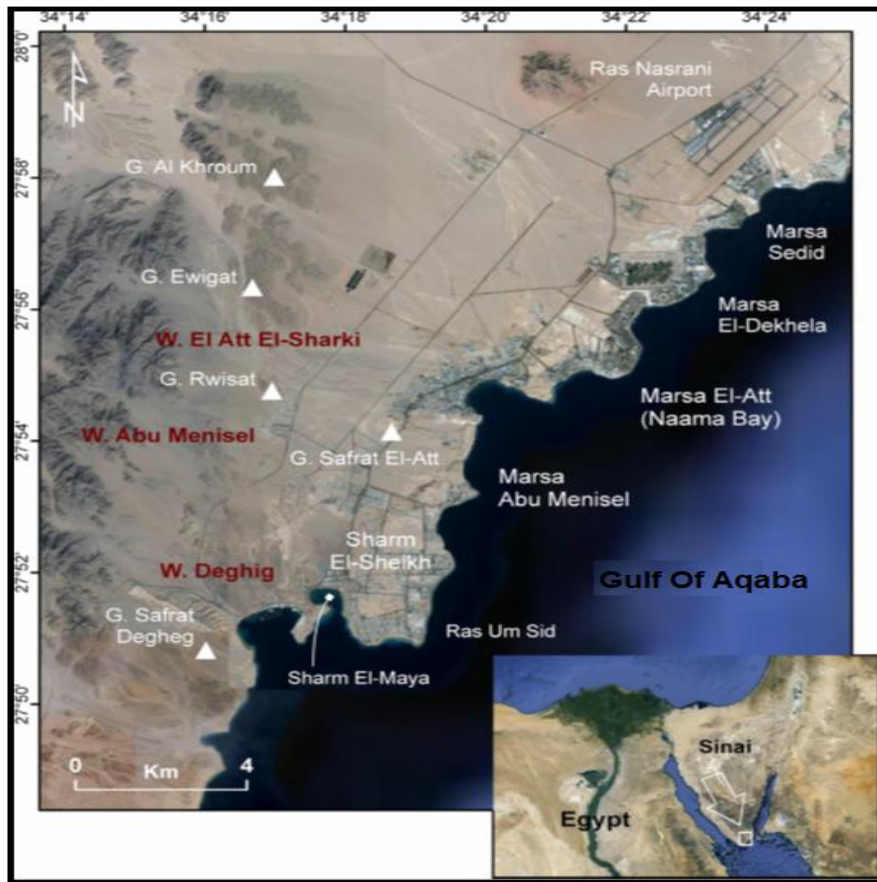 34°14' 34°16' 34°18' 34°20' 34°22' 34°24'
28°0'
27°58'
27°56'
27°54'
27°52'
27°50'
N
Ras Nasrani
Airport
G. Al Khroum
Marsa
Sedid
G. Ewigat
Marsa
El-Dekhela
W. El Att El-Sharki
G. Rwisat
Marsa El-Att
(Naama Bay)
W. Abu Menisel
G. Safrat El-Att
Marsa
Abu Menisel
Sharm
El-Sheikh
W. Deghig
Gulf Of Aqaba
G. Safrat
Degheg
Ras Um Sid
Sharm El-Maya
0 Km 4
Sinai
Egypt